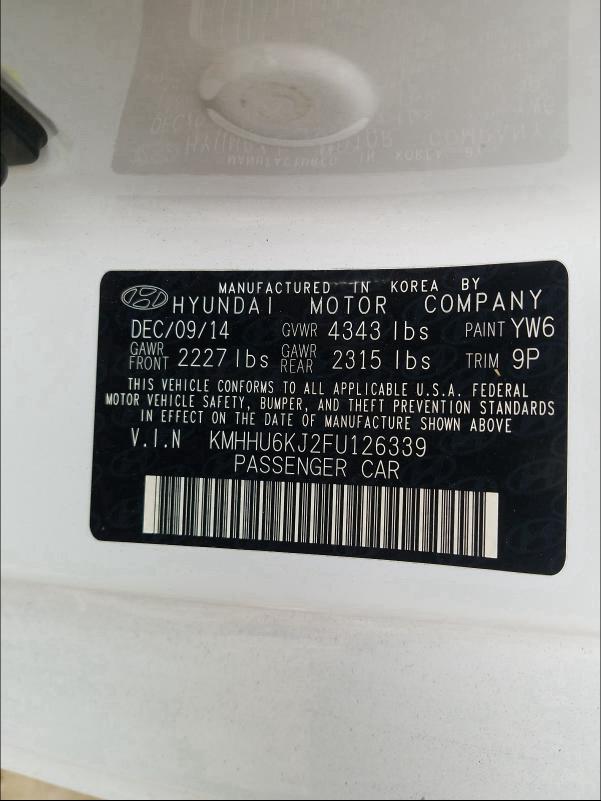 MANUFACTURED IN KOREA BY
HYUNDAI MOTOR COMPANY
DEC/09/14 GVWR 4343 lbs PAINT YW6
GAWR FRONT 2227 lbs GAWR REAR 2315 lbs TRIM 9P
THIS VEHICLE CONFORMS TO ALL APPLICABLE U.S.A. FEDERAL
MOTOR VEHICLE SAFETY, BUMPER, AND THEFT PREVENTION STANDARDS
IN EFFECT ON THE DATE OF MANUFACTURE SHOWN ABOVE
V.I.N KMHHU6KJ2FU126339
PASSENGER CAR